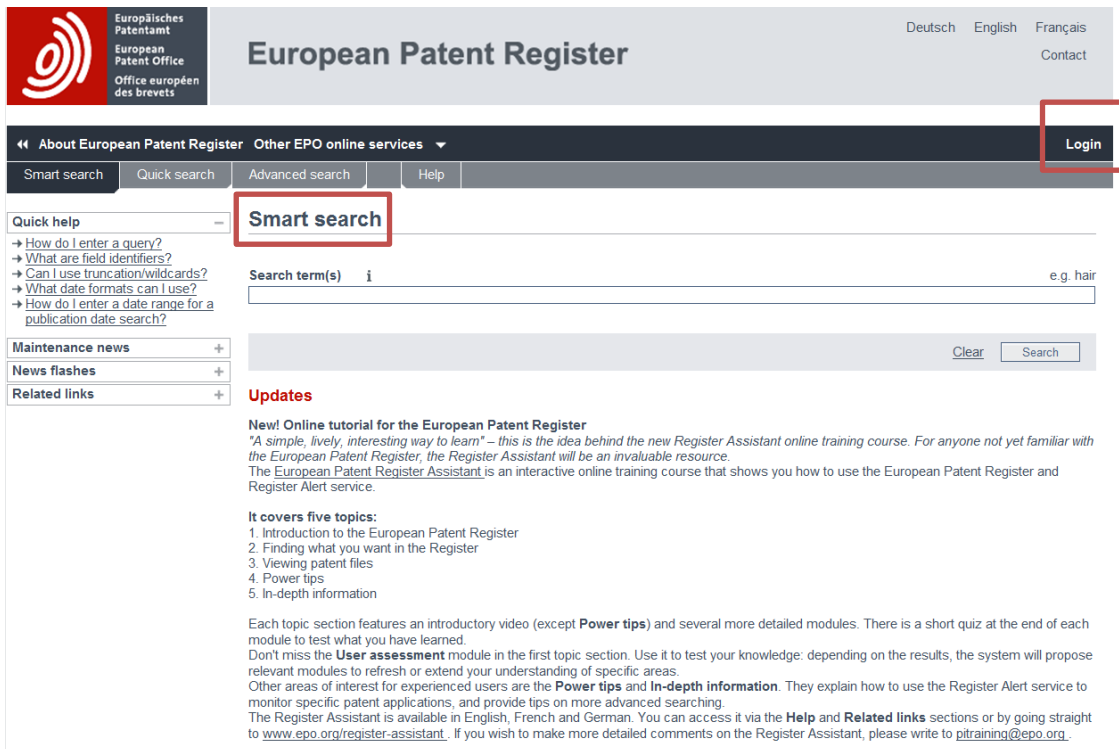 Europäisches
Patentamt
European
Patent Office
Office européen
des brevets
European Patent Register
Deutsch English Français
Contact
About European Patent Register Other EPO online services
Login
Smart search Quick search Advanced search Help
Quick help
How do I enter a query?
What are field identifiers?
Can I use truncation/wildcards?
What date formats can I use?
How do I enter a date range for a
publication date search?
Maintenance news
News flashes
Related links
Smart search
Search term(s) i e.g. hair
Clear Search
Updates
New! Online tutorial for the European Patent Register
"A simple, lively, interesting way to learn" – this is the idea behind the new Register Assistant online training course. For anyone not yet familiar with
the European Patent Register, the Register Assistant will be an invaluable resource.
The European Patent Register Assistant is an interactive online training course that shows you how to use the European Patent Register and
Register Alert service.
It covers five topics:
1. Introduction to the European Patent Register
2. Finding what you want in the Register
3. Viewing patent files
4. Power tips
5. In-depth information
Each topic section features an introductory video (except Power tips) and several more detailed modules. There is a short quiz at the end of each
module to test what you have learned.
Don't miss the User assessment module in the first topic section. Use it to test your knowledge: depending on the results, the system will propose
relevant modules to refresh or extend your understanding of specific areas.
Other areas of interest for experienced users are the Power tips and In-depth information. They explain how to use the Register Alert service to
monitor specific patent applications, and provide tips on more advanced searching.
The Register Assistant is available in English, French and German. You can access it via the Help and Related links sections or by going straight
to www.epo.org/register-assistant . If you wish to make more detailed comments on the Register Assistant, please write to pitraining@epo.org .